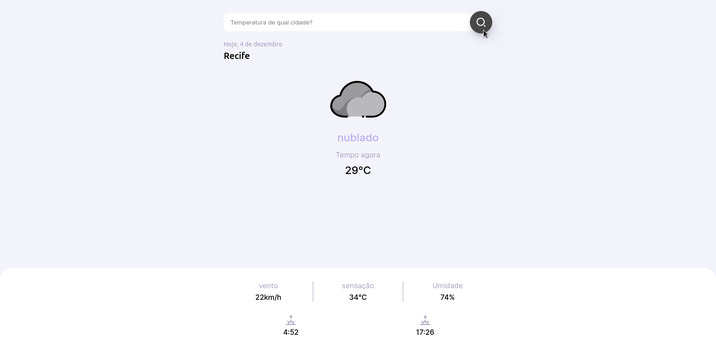 Temperatura de qual cidade?
Hoje, 4 de dezembro
Recife
nublado
Tempo agora
29°C
vento
sensação
Umidade
22km/h
34°C
74%
4:52
17:26